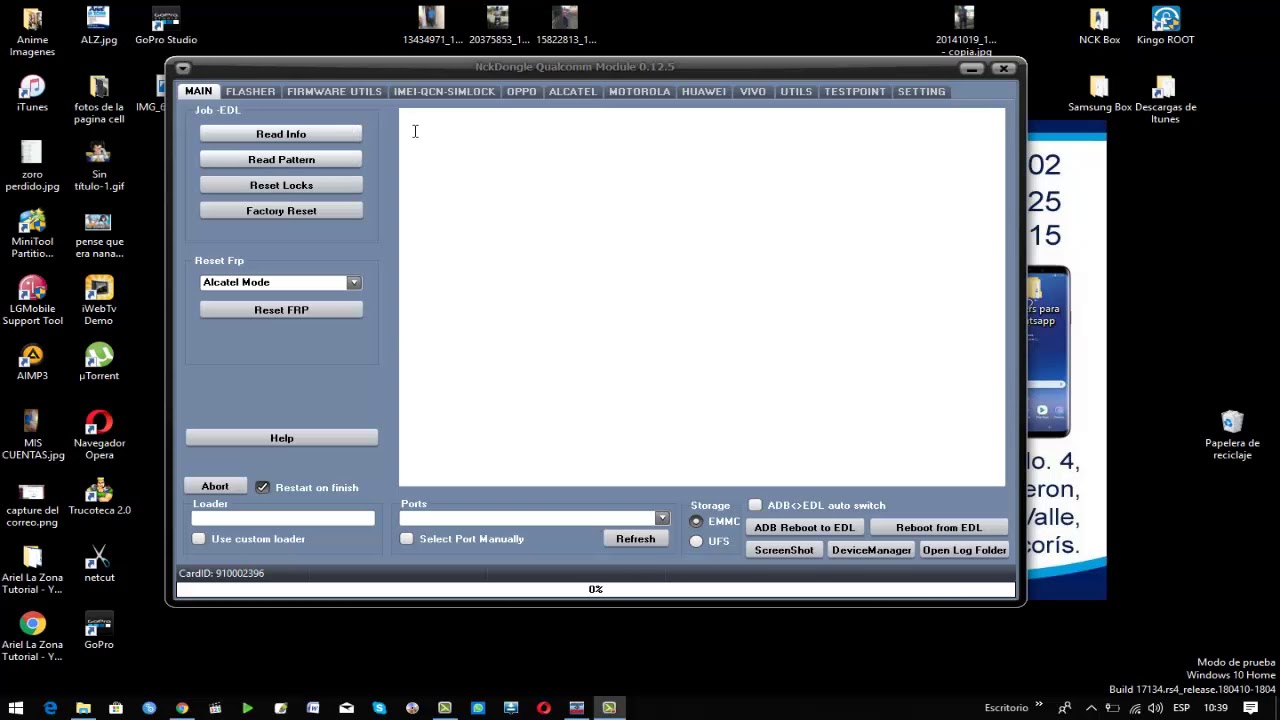 Anime
Imagenes
ALZ.jpg
GoPro Studio
13434971_1...
20375853_1...
15822813_1...
20141019_1...
- copia.jpg
NCK Box
Kingo ROOT
iTunes
fotos de la
pagina cell
IMG_6
Samsung Box
Descargas de
Itunes
zoro
perdido.jpg
Sin
título-1.gif
MiniTool
Partitio...
pense que
era nana...
LGMobile
Support Tool
iWebTv
Demo
AIMP3
µTorrent
MIS
CUENTAS.jpg
Navegador
Opera
capture del
correo.png
Trucoteca 2.0
Ariel La Zona
Tutorial - Y...
netcut
Ariel La Zona
Tutorial - Y...
GoPro
NckDongle Qualcomm Module 0.12.5
MAIN
FLASHER
FIRMWARE UTILS
IMEI-QCN-SIMLOCK
OPPO
ALCATEL
MOTOROLA
HUAWEI
VIVO
UTILS
TESTPOINT
SETTING
Job -EDL
Read Info
Read Pattern
Reset Locks
Factory Reset
Reset Frp
Alcatel Mode
Reset FRP
Help
Abort
Restart on finish
Loader
Use custom loader
Ports
Select Port Manually
Refresh
Storage
EMMC
UFS
ADB<>EDL auto switch
ADB Reboot to EDL
Reboot from EDL
ScreenShot
DeviceManager
Open Log Folder
CardID: 910002396
0%
02
25
15
rs para
tsapp
lo. 4,
eron,
Valle,
corís.
Papelera de
reciclaje
Modo de prueba
Windows 10 Home
Build 17134.rs4_release.180410-1804
Escritorio
ESP
10:39